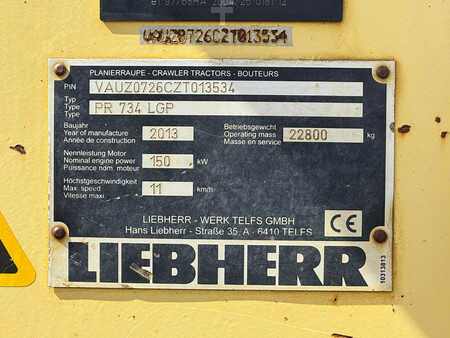 VAUZ0726CZT013534
PLANIERRAUPE - CRAWLER TRACTORS - BOUTEURS
PIN VAUZ0726CZT013534
Typ
Type PR 734 LGP
Type
Baujahr
Year of manufacture 2013
Année de construction
Betriebsgewicht
Operating mass 22800 kg
Masse en service
Nennleistung Motor
Nominal engine power 150 kW
Puissance nom. moteur
Höchstgeschwindigkeit
Max. speed 11 km/h
Vitesse maxi
LIEBHERR - WERK TELFS GMBH
Hans Liebherr - Straße 35, A - 6410 TELFS
CE
LIEBHERR
10313813